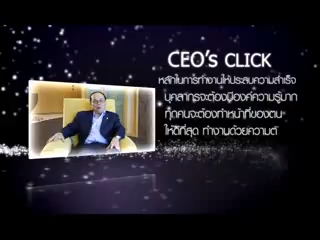 CEO's CLICK
หลักในการทำงานให้ประสบความสำเร็จ
บุคลากรจะต้องมีองค์ความรู้มาก
ทุกคนจะต้องทำหน้าที่ของตน
ให้ดีที่สุด ทำงานด้วยความตั